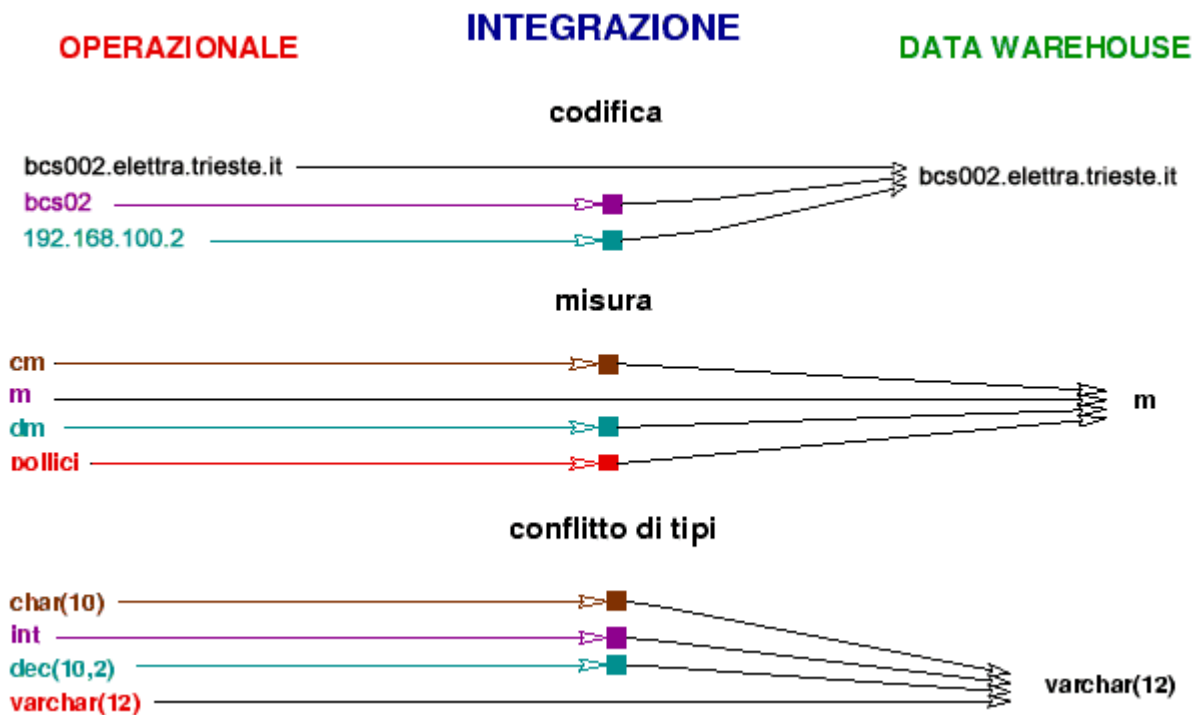 OPERAZIONALE
INTEGRAZIONE
DATA WAREHOUSE
codifica
bcs002.elettra.trieste.it
bcs02
192.168.100.2
bcs002.elettra.trieste.it
misura
cm
m
dm
pollici
m
conflitto di tipi
char(10)
int
dec(10,2)
varchar(12)
varchar(12)